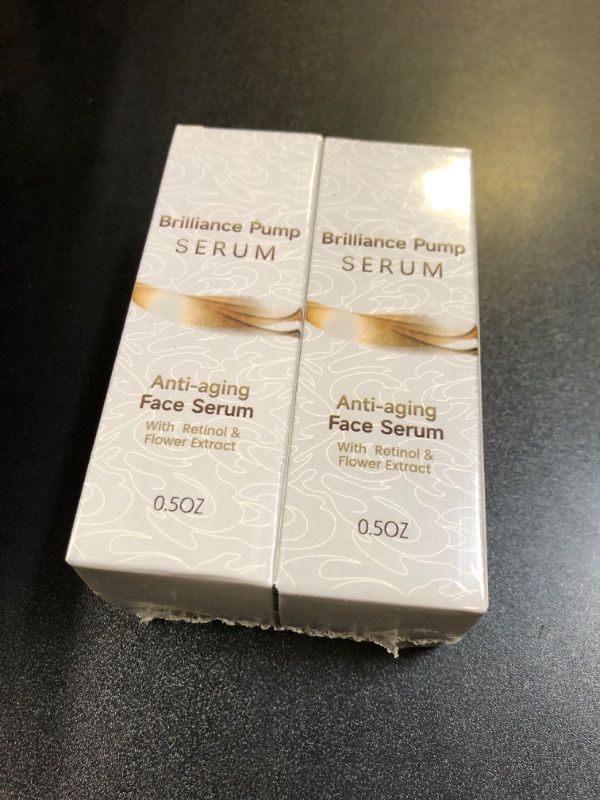 Brilliance Pump
SERUM
Anti-aging
Face Serum
With Retinol &
Flower Extract
0.5OZ
Brilliance Pump
SERUM
Anti-aging
Face Serum
With Retinol &
Flower Extract
0.5OZ